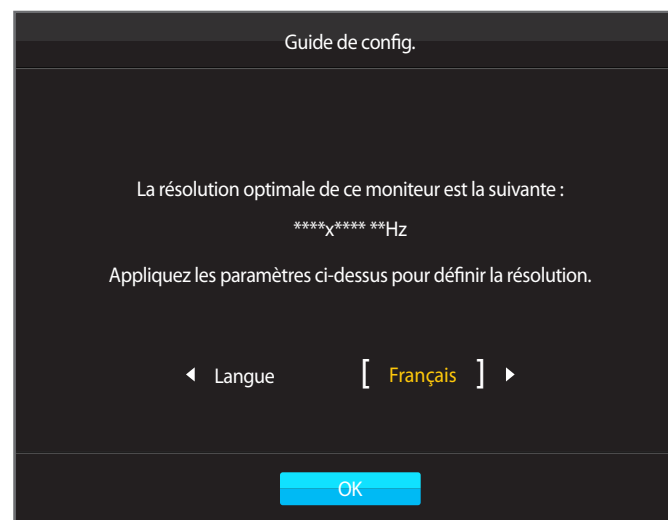 Guide de config.
La résolution optimale de ce moniteur est la suivante :
****x**** **Hz
Appliquez les paramètres ci-dessus pour définir la résolution.
Langue [ Français ]
OK